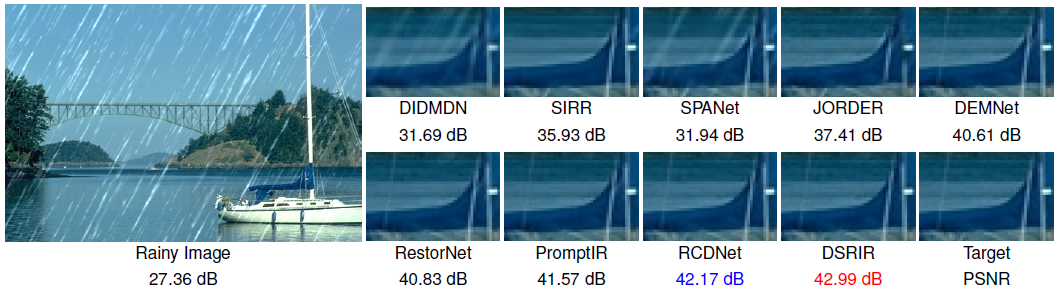 DIDMDN SIRR SPANet JORDER DEMNet
31.69 dB 35.93 dB 31.94 dB 37.41 dB 40.61 dB
Rainy Image RestorNet PromptIR RCDNet DSRIR Target
27.36 dB 40.83 dB 41.57 dB 42.17 dB 42.99 dB PSNR